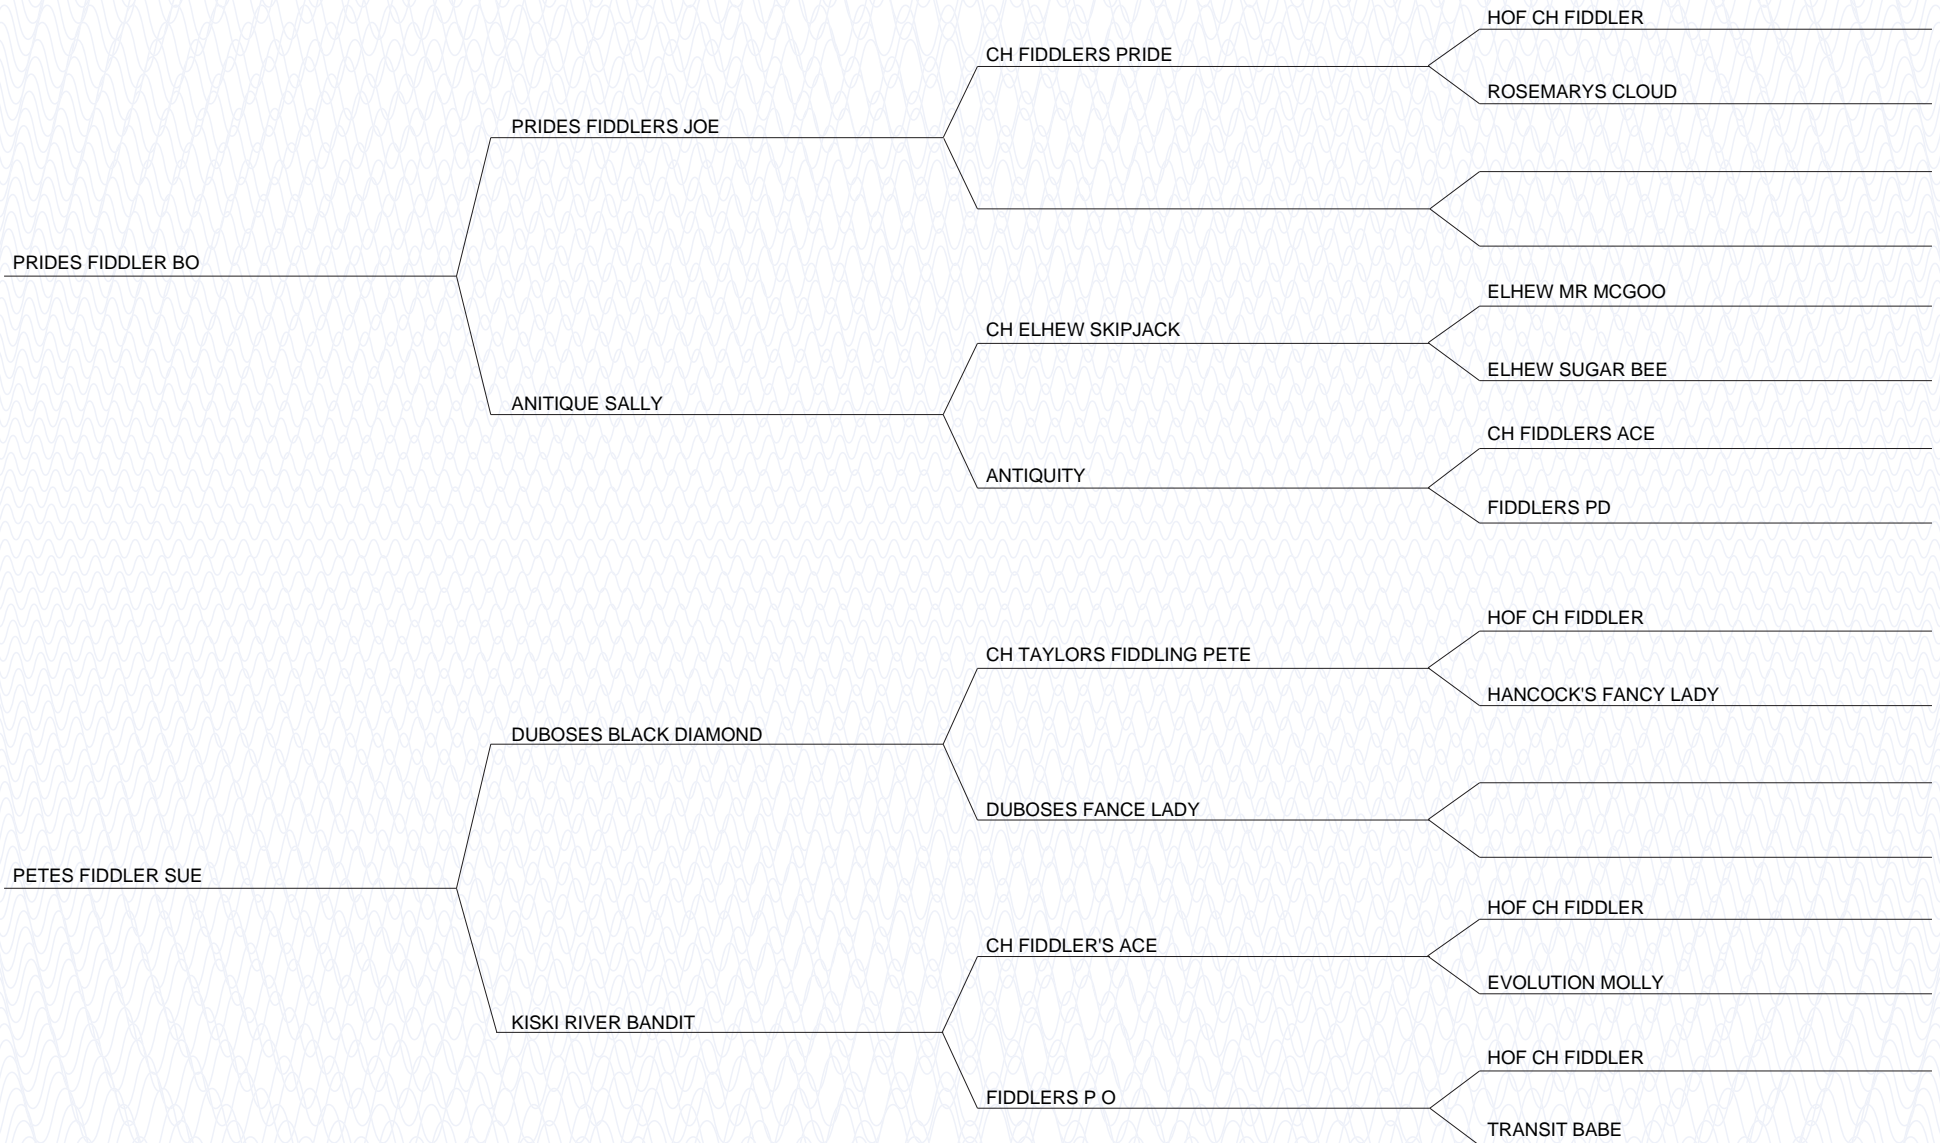 HOF CH FIDDLER
CH FIDDLERS PRIDE
ROSEMARYS CLOUD
PRIDES FIDDLERS JOE
PRIDES FIDDLER BO
ELHEW MR MCGOO
CH ELHEW SKIPJACK
ELHEW SUGAR BEE
ANITIQUE SALLY
CH FIDDLERS ACE
ANTIQUITY
FIDDLERS PD
HOF CH FIDDLER
CH TAYLORS FIDDLING PETE
HANCOCK'S FANCY LADY
DUBOSES BLACK DIAMOND
DUBOSES FANCE LADY
PETES FIDDLER SUE
HOF CH FIDDLER
CH FIDDLER'S ACE
EVOLUTION MOLLY
KISKI RIVER BANDIT
HOF CH FIDDLER
FIDDLERS P O
TRANSIT BABE